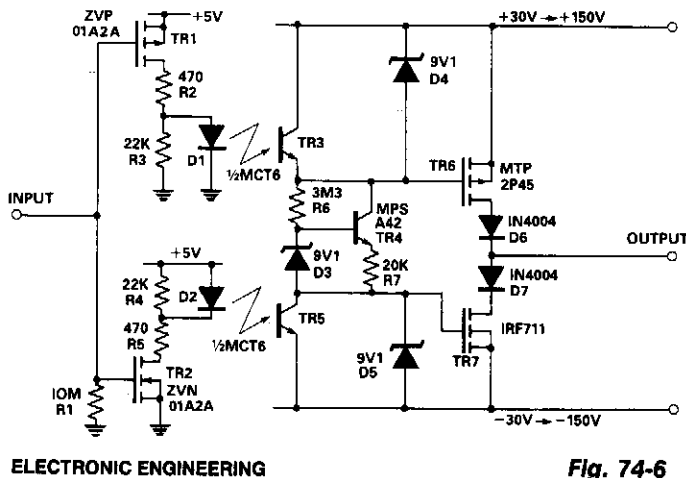 ZVP
01A2A
+5V
TR1
470
R2
22K
R3
D1
½MCT6
TR3
9V1
D4
+30V → +150V
TR6
MTP
2P45
3M3
R6
MPS
A42
TR4
IN4004
D6
INPUT
OUTPUT
+5V
22K
R4
D2
9V1
D3
20K
R7
IN4004
D7
470
R5
½MCT6
TR5
IRF711
TR7
9V1
D5
IOM
R1
TR2
ZVN
01A2A
−30V → −150V
ELECTRONIC ENGINEERING
Fig. 74-6